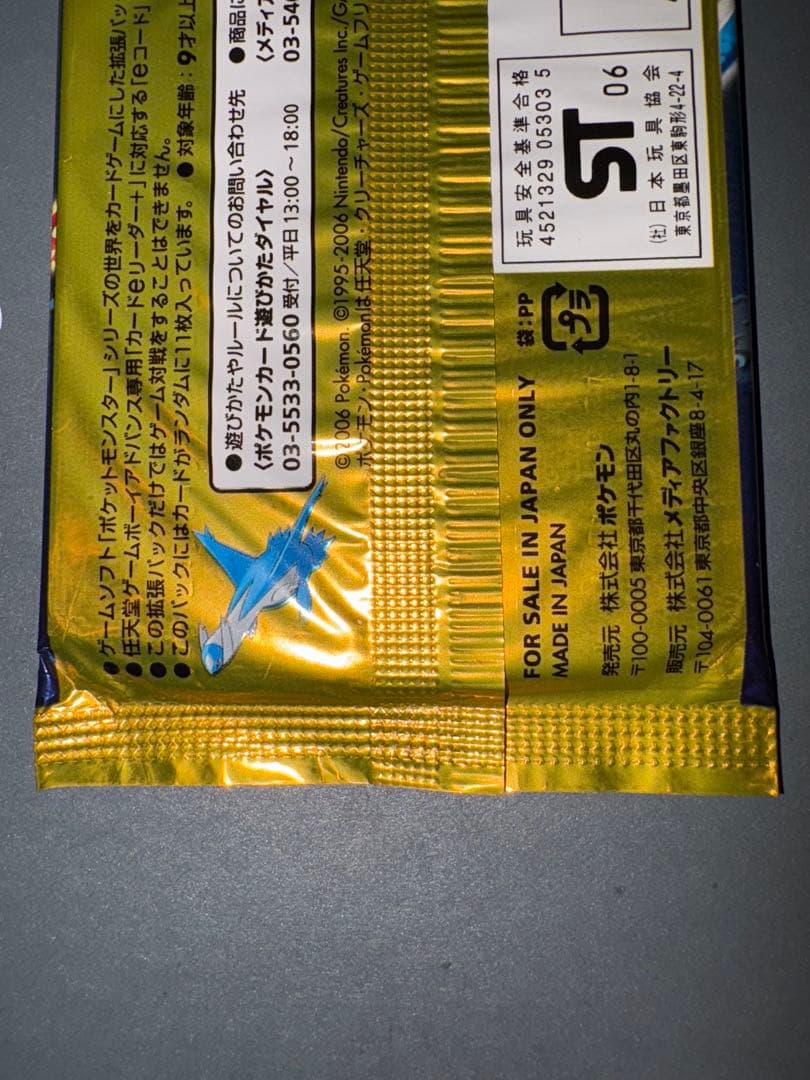 ●ゲームソフト「ポケットモンスター」シリーズの世界をカードゲームにした拡張パッ
●任天堂ゲームボーイアドバンス専用「カードeリーダー+」に対応する「eコード」
●この拡張パックだけではゲーム対戦をすることはできません。
●このパックにはカードがランダムに11枚入っています。 ●対象年齢:9才以上
●遊びかたやルールについてのお問い合わせ先
〈ポケモンカード遊びかたダイヤル〉
03-5533-0560 受付/平日13:00~18:00
●商品に
〈メディア
03-54
©2006 Pokémon. ©1995-2006 Nintendo/Creatures Inc./GA
ポケモン・Pokémonは任天堂・クリーチャーズ・ゲームフリ
FOR SALE IN JAPAN ONLY
MADE IN JAPAN
袋:PP
プラ
発売元 株式会社 ポケモン
〒100-0005 東京都千代田区丸の内1-8-1
販売元 株式会社 メディアファクトリー
〒104-0061 東京都中央区銀座8-4-17
玩具安全基準合格
4521329 05303 5
ST 06
(社)日本玩具協会
東京都墨田区東駒形4-22-4